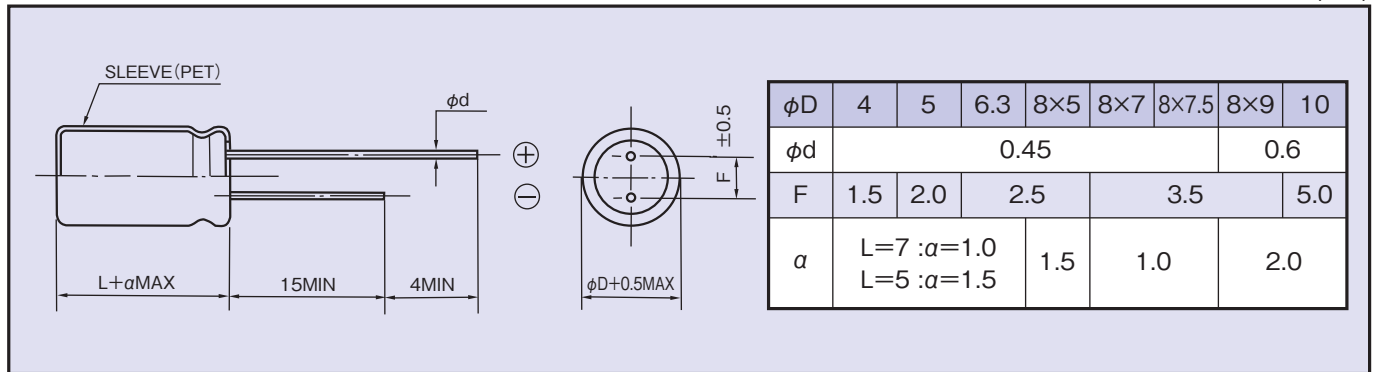 SLEEVE(PET)
φd
⊕
⊖
F ±0.5
L+αMAX
15MIN
4MIN
φD+0.5MAX
φD 4 5 6.3 8×5 8×7 8×7.5 8×9 10
φd 0.45 0.6
F 1.5 2.0 2.5 3.5 5.0
α L=7 :α=1.0 1.5 1.0 2.0
L=5 :α=1.5